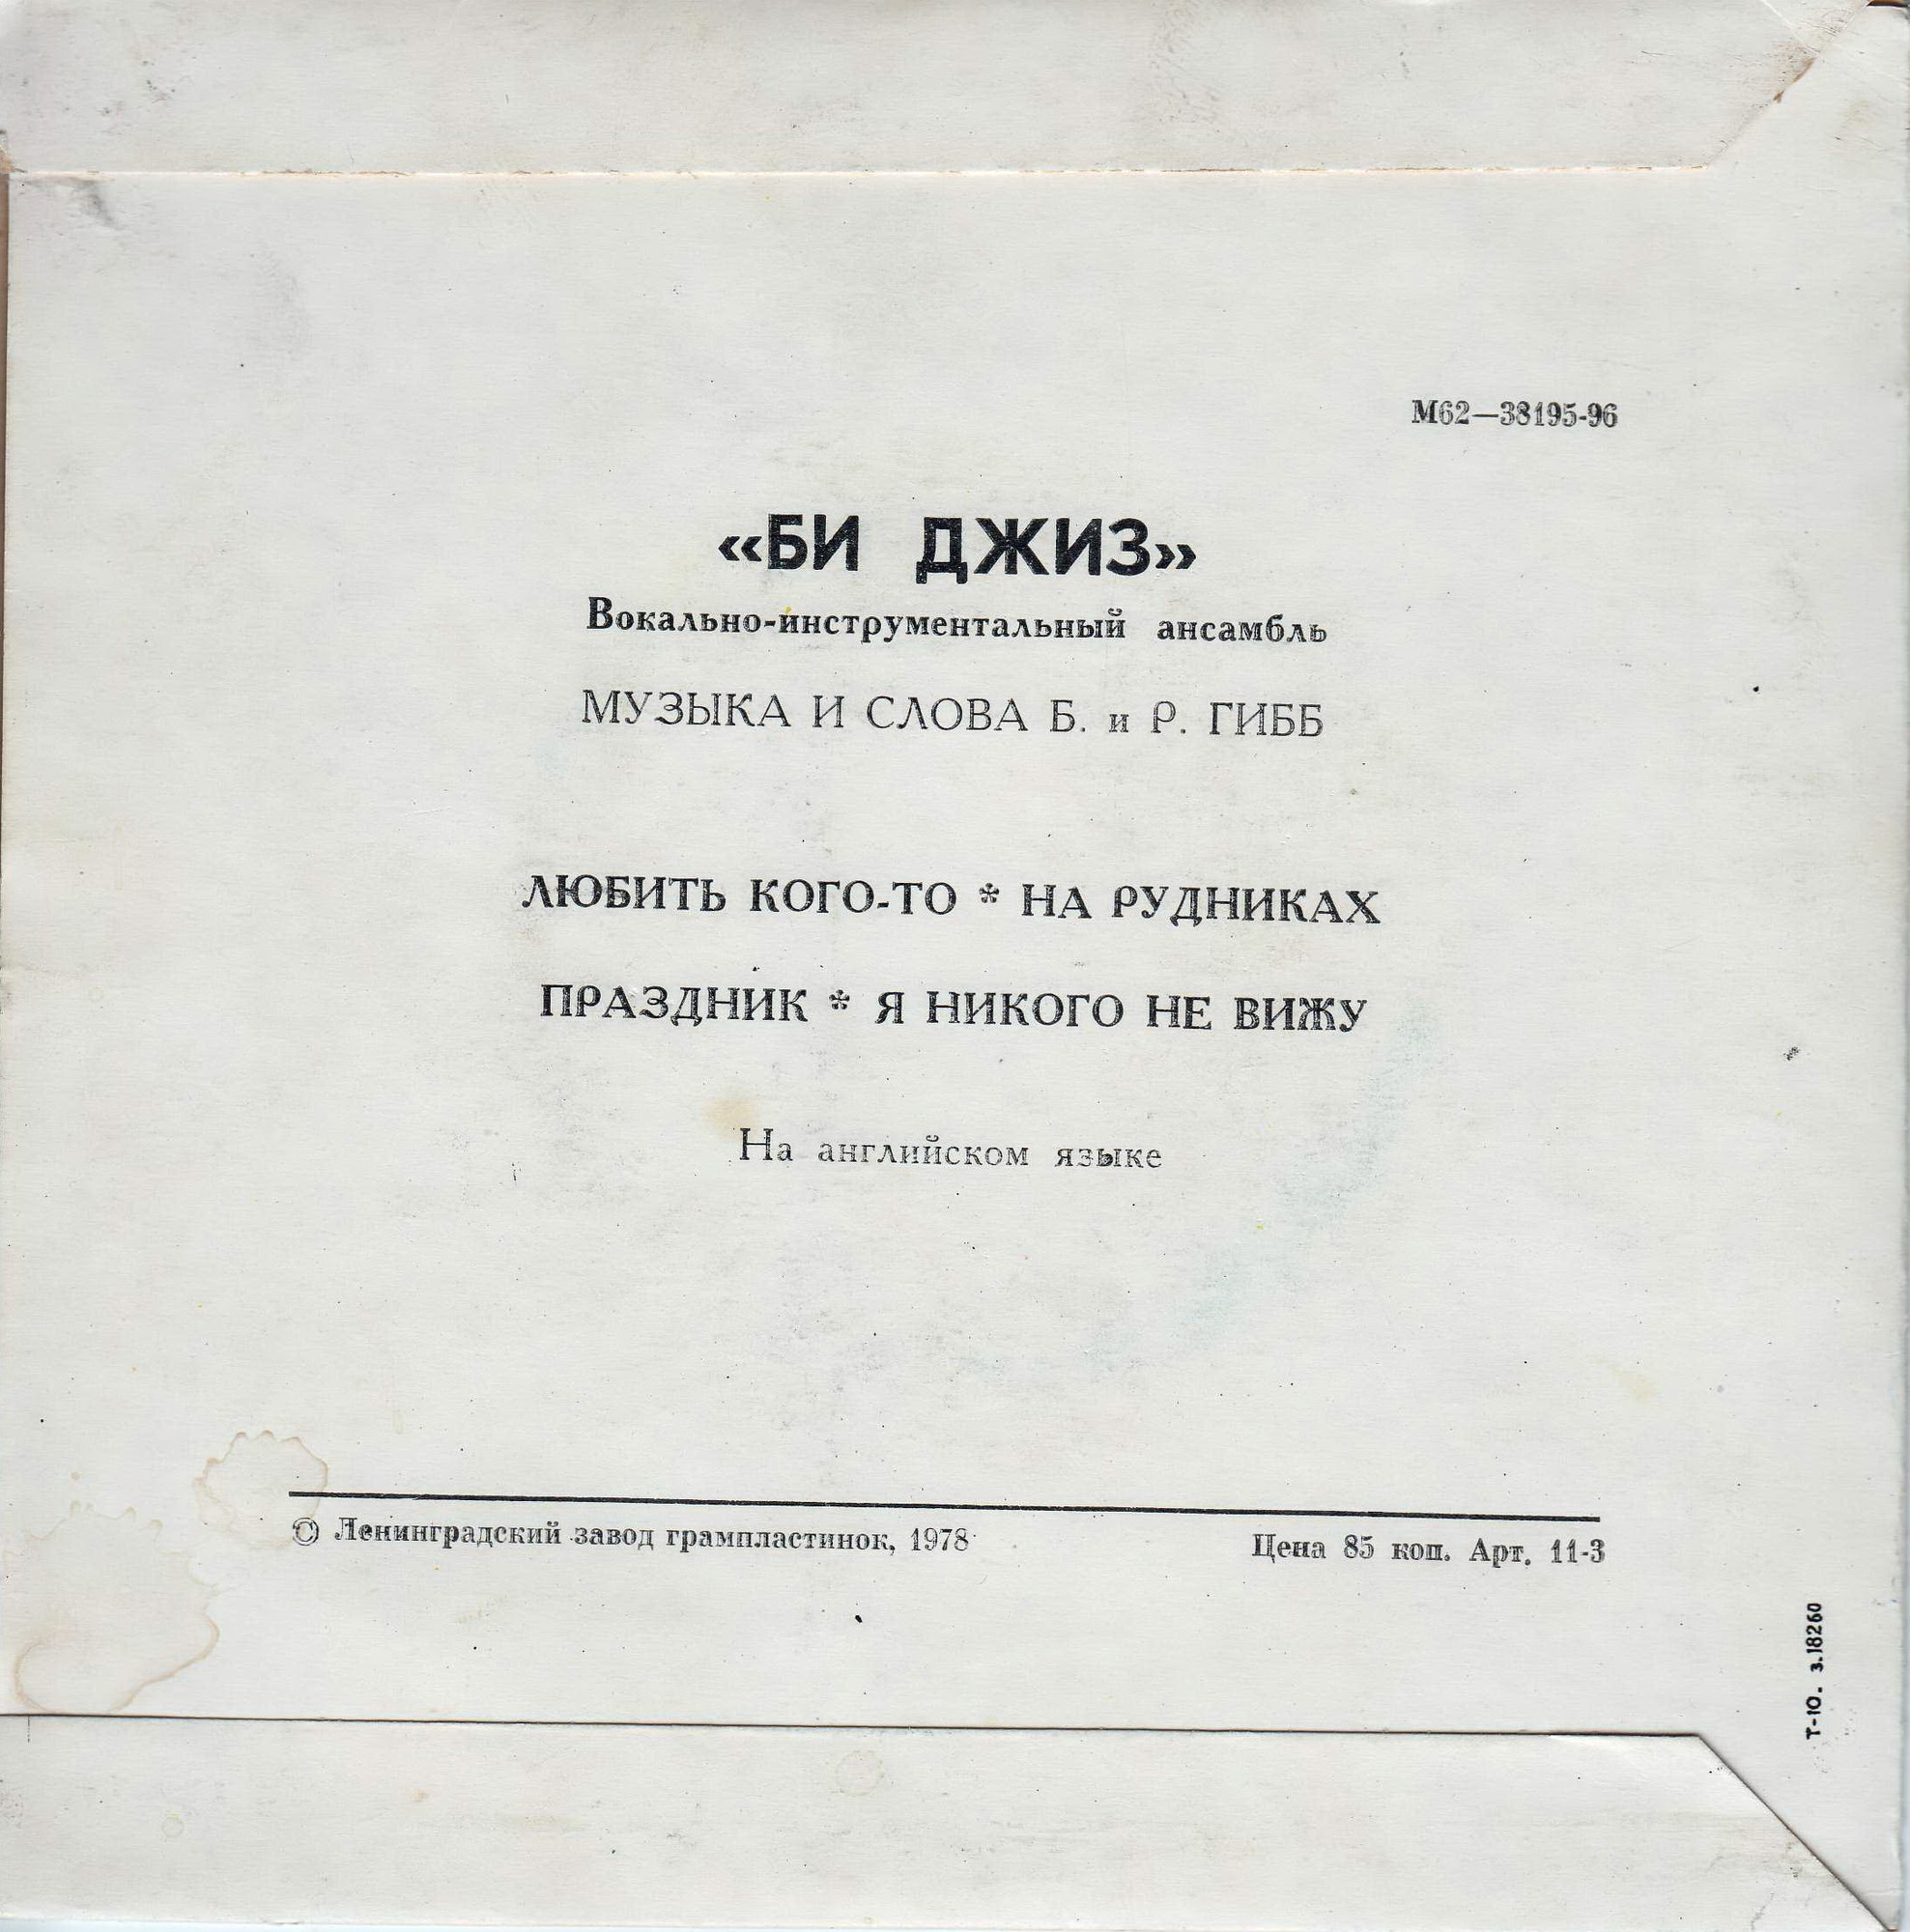 М62—38195-96
«БИ ДЖИЗ»
Вокально-инструментальный ансамбль
МУЗЫКА И СЛОВА Б. и Р. ГИББ
ЛЮБИТЬ КОГО-ТО * НА РУДНИКАХ
ПРАЗДНИК * Я НИКОГО НЕ ВИЖУ
На английском языке
© Ленинградский завод грампластинок, 1978
Цена 85 коп. Арт. 11-3
Т-10. з.18260